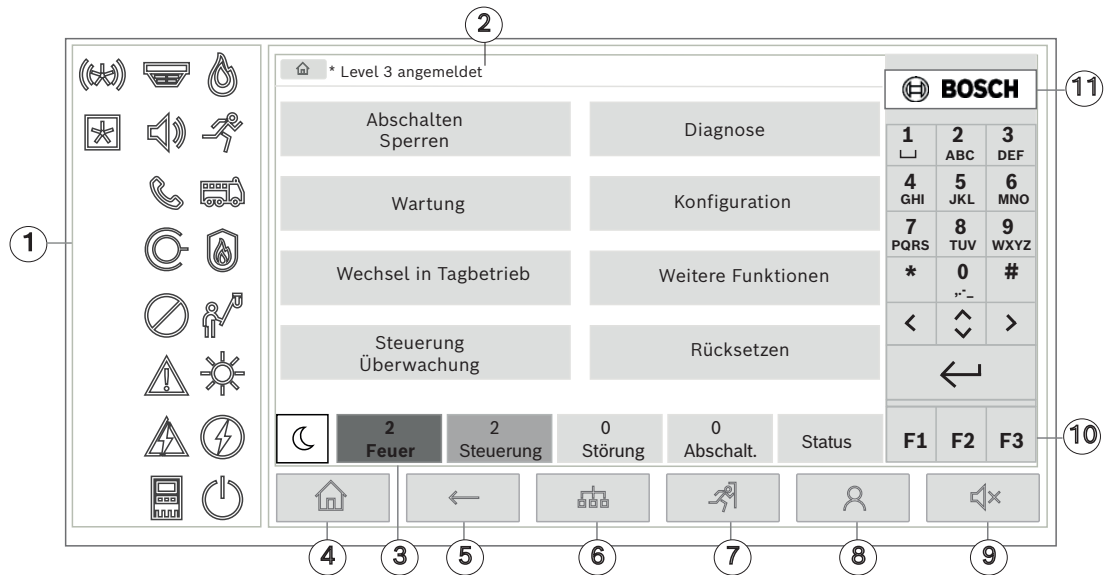 2
* Level 3 angemeldet
BOSCH
11
Abschalten
Sperren
Diagnose
1 2 3
ABC DEF
4 5 6
GHI JKL MNO
Wartung
Konfiguration
7 8 9
PQRS TUV WXYZ
1
Wechsel in Tagbetrieb
Weitere Funktionen
* 0 #
,.-_
< >
Steuerung
Überwachung
Rücksetzen
2
Feuer
2
Steuerung
0
Störung
0
Abschalt.
Status
F1 F2 F3
10
4 3 5 6 7 8 9